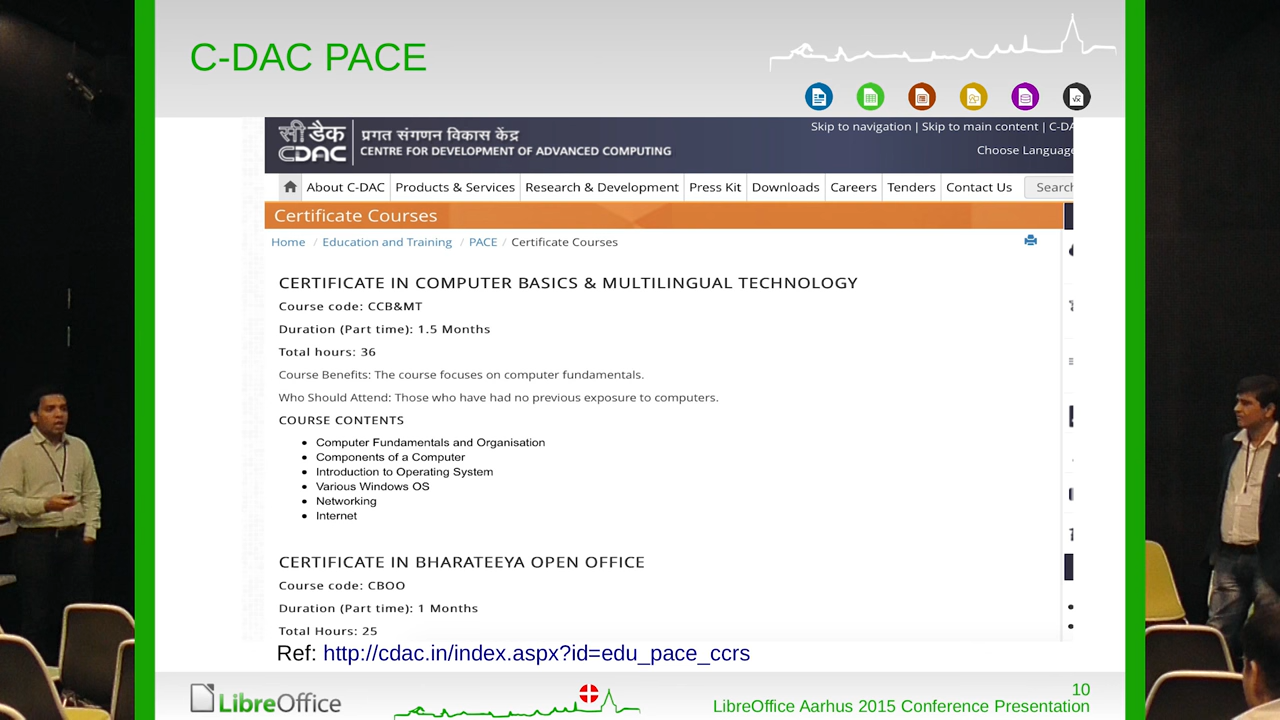 C-DAC PACE
सी डैक
CDAC
प्रगत संगणन विकास केंद्र
CENTRE FOR DEVELOPMENT OF ADVANCED COMPUTING
Skip to navigation | Skip to main content | C-DA
Choose Language
About C-DAC Products & Services Research & Development Press Kit Downloads Careers Tenders Contact Us Search
Certificate Courses
Home / Education and Training / PACE / Certificate Courses
CERTIFICATE IN COMPUTER BASICS & MULTILINGUAL TECHNOLOGY
Course code: CCB&MT
Duration (Part time): 1.5 Months
Total hours: 36
Course Benefits: The course focuses on computer fundamentals.
Who Should Attend: Those who have had no previous exposure to computers.
COURSE CONTENTS
• Computer Fundamentals and Organisation
• Components of a Computer
• Introduction to Operating System
• Various Windows OS
• Networking
• Internet
CERTIFICATE IN BHARATEEYA OPEN OFFICE
Course code: CBOO
Duration (Part time): 1 Months
Total Hours: 25
Ref: http://cdac.in/index.aspx?id=edu_pace_ccrs
LibreOffice
10
LibreOffice Aarhus 2015 Conference Presentation